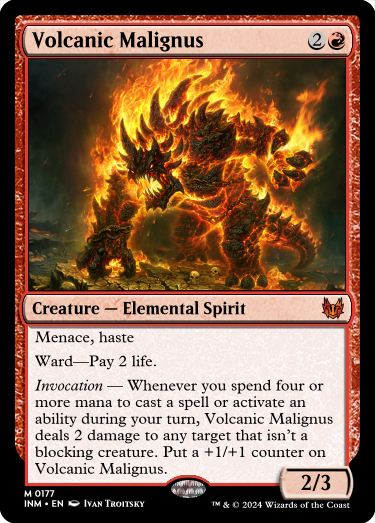 Volcanic Malignus 2
Creature — Elemental Spirit
Menace, haste
Ward—Pay 2 life.
Invocation — Whenever you spend four or
more mana to cast a spell or activate an
ability during your turn, Volcanic Malignus
deals 2 damage to any target that isn't a
blocking creature. Put a +1/+1 counter on
Volcanic Malignus.
2/3
M 0177
INM • EN Ivan Troitsky ™ & © 2024 Wizards of the Coast